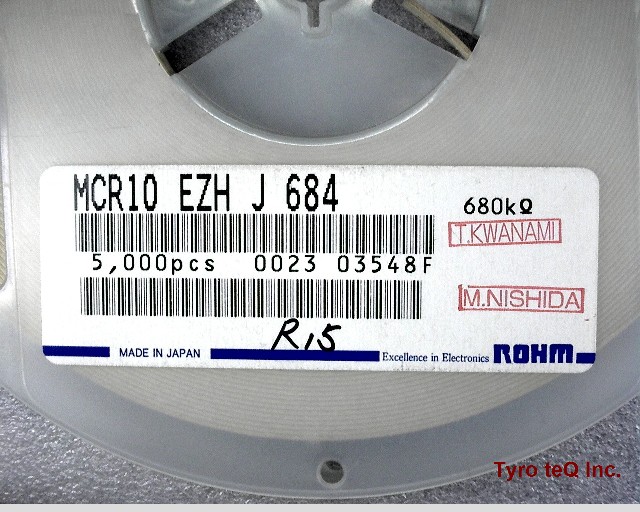 MCR10 EZH J 684
680kΩ
T.KWANAMI
5,000pcs 0023 03548F
M.NISHIDA
R15
MADE IN JAPAN
Excellence in Electronics ROHM
Tyro teQ Inc.